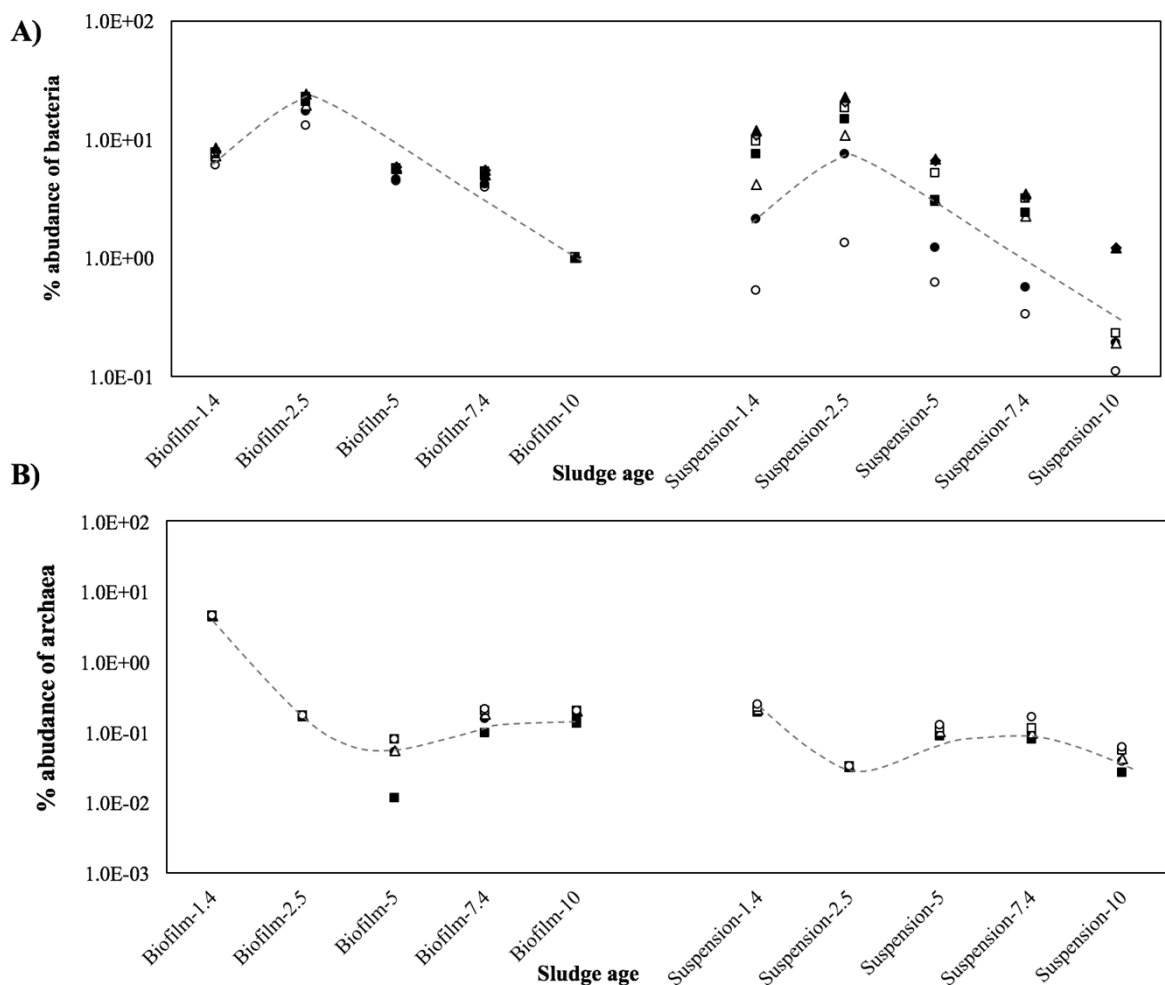 A)
% abudance of bacteria
1.0E+02
1.0E+01
1.0E+00
1.0E-01
Biofilm-1.4
Biofilm-2.5
Biofilm-5
Biofilm-7.4
Biofilm-10
Suspension-1.4
Suspension-2.5
Suspension-5
Suspension-7.4
Suspension-10
Sludge age
B)
% abudance of archaea
1.0E+02
1.0E+01
1.0E+00
1.0E-01
1.0E-02
1.0E-03
Biofilm-1.4
Biofilm-2.5
Biofilm-5
Biofilm-7.4
Biofilm-10
Suspension-1.4
Suspension-2.5
Suspension-5
Suspension-7.4
Suspension-10
Sludge age